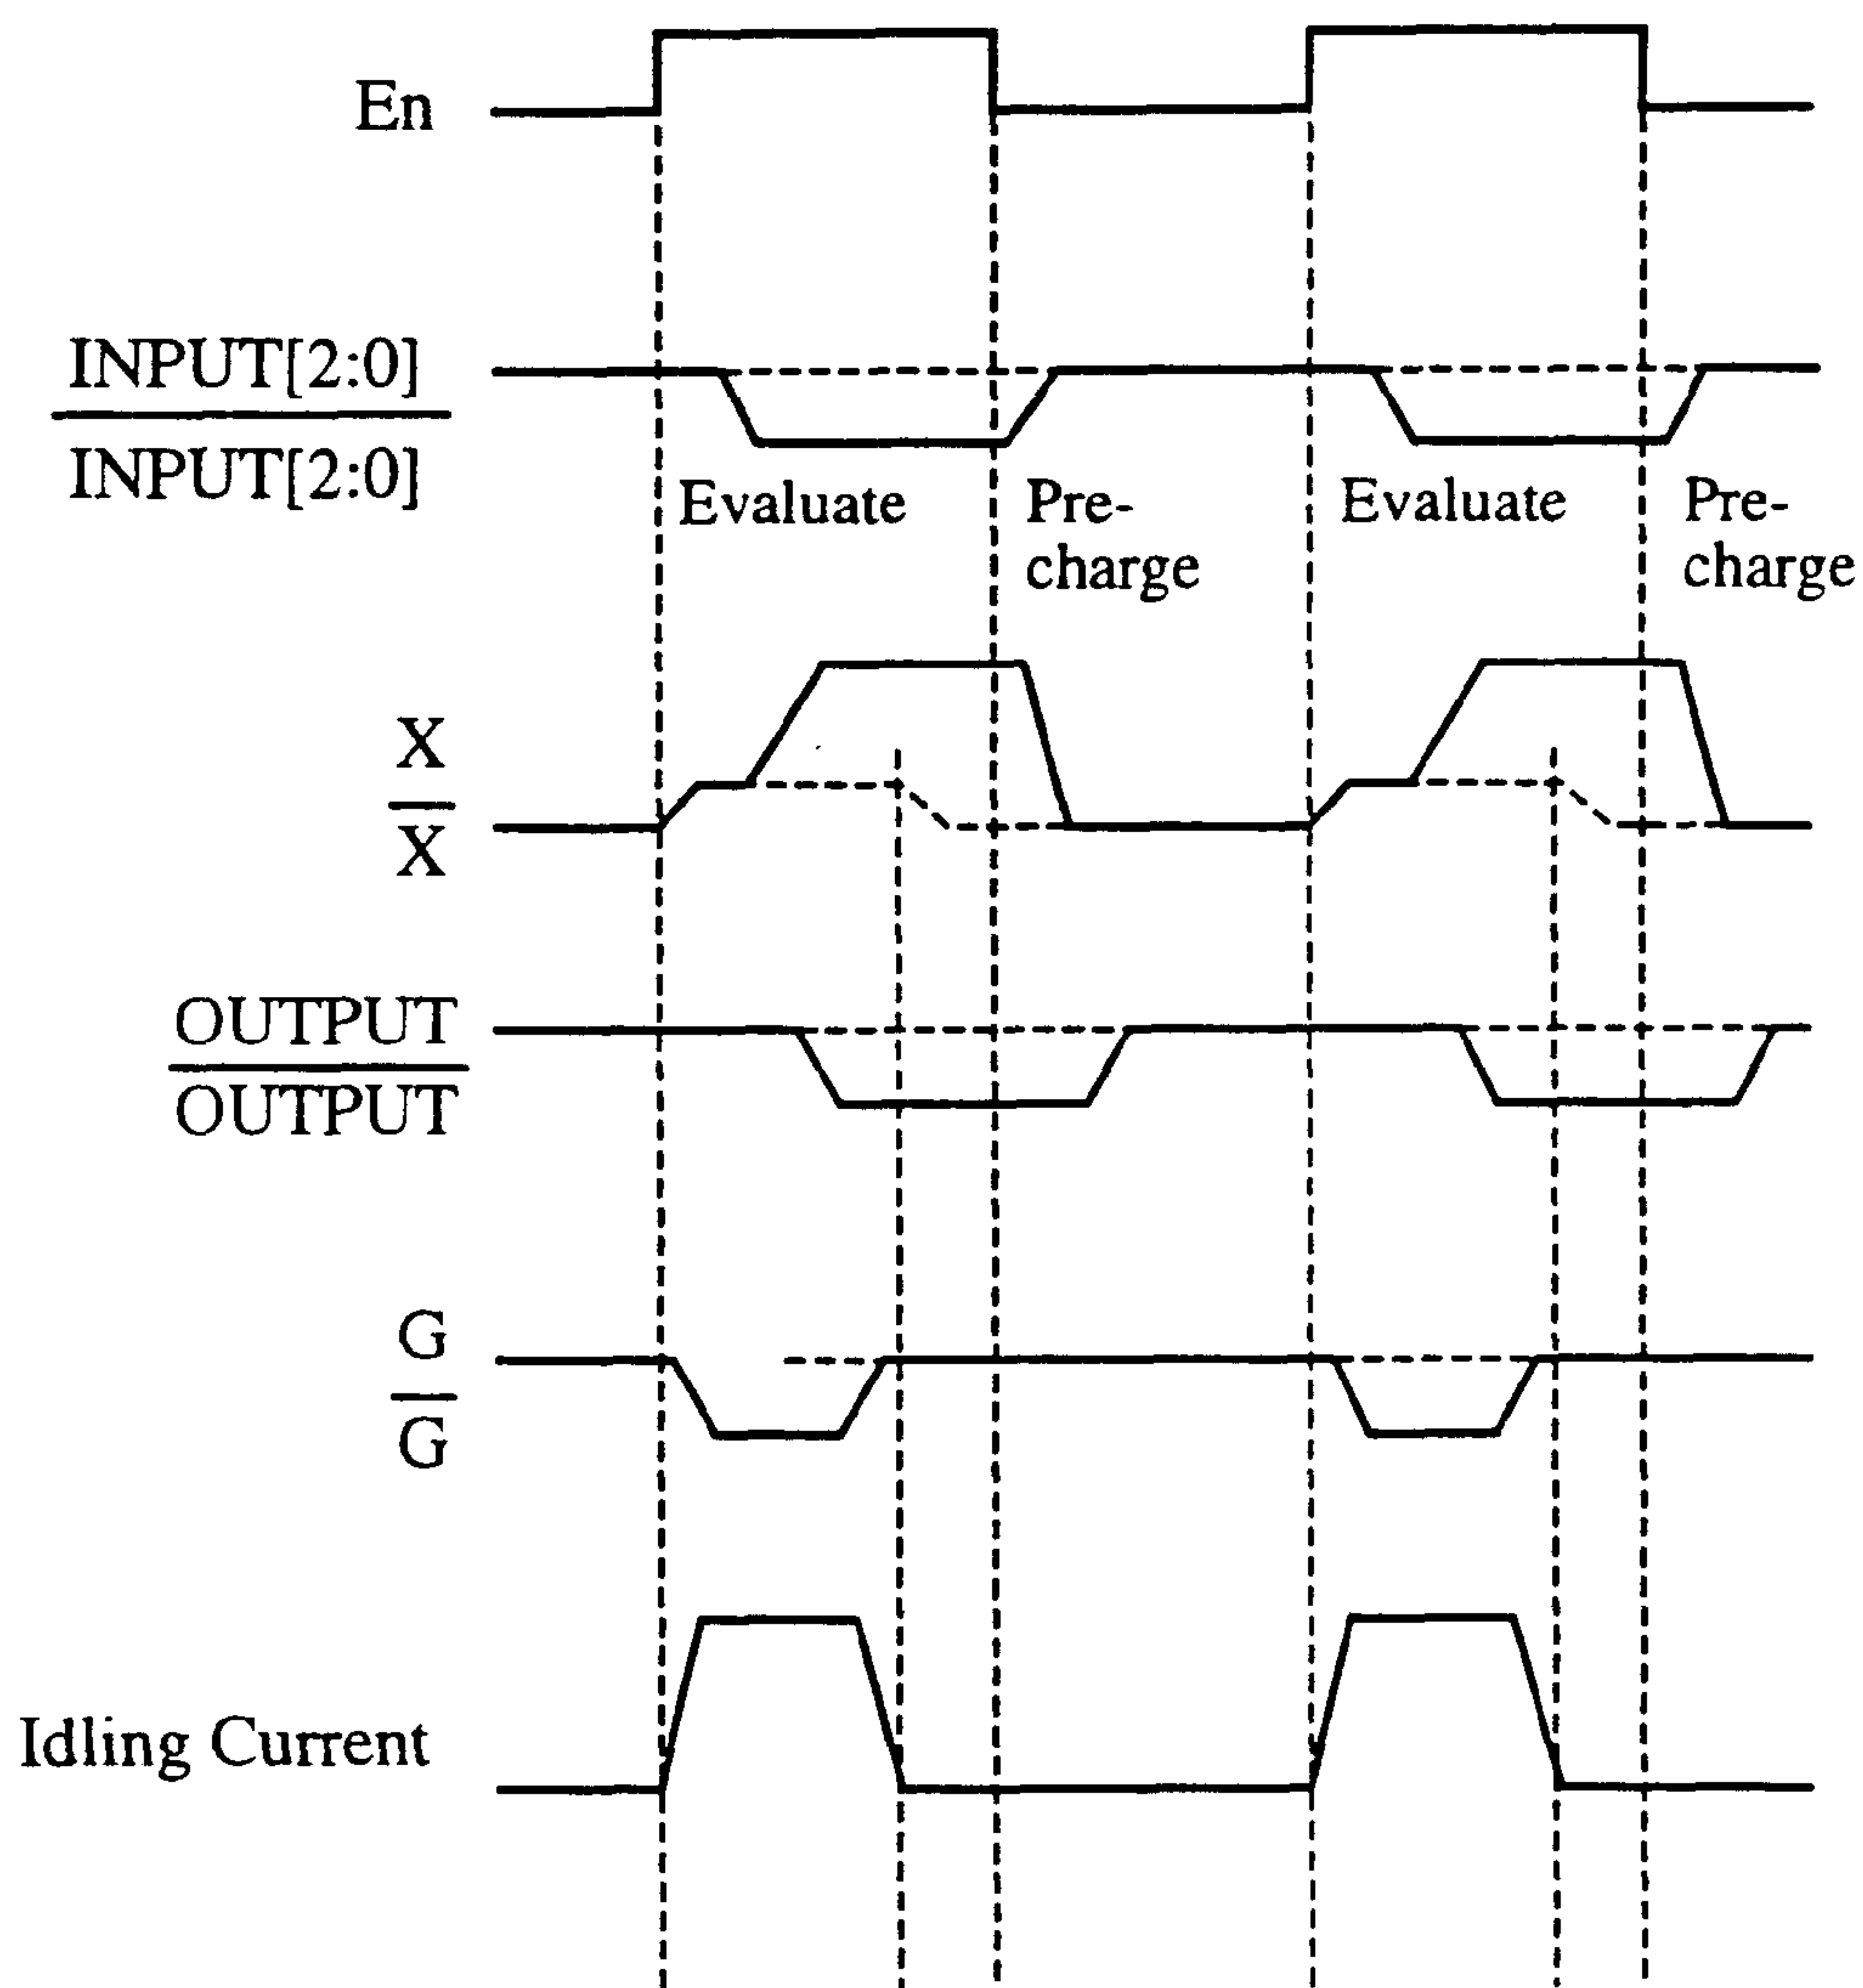 En
INPUT[2:0]
INPUT[2:0]
Evaluate
Pre-
charge
Evaluate
Pre-
charge
X
X
OUTPUT
OUTPUT
G
G
Idling Current